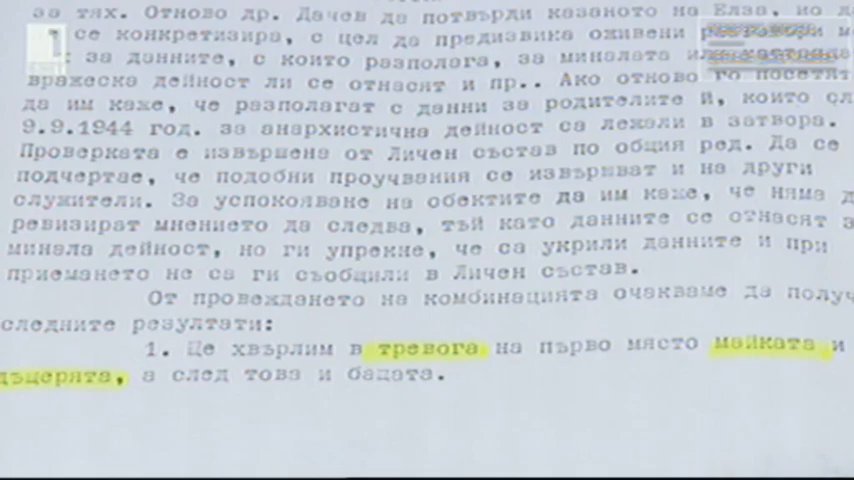 за тях. Отново др. Дачев да потвърди казаното на Елза, но д
се конкретизира, с цел да предизвика оживени разговори м
1 : за данните, с които разполага, за миналата или
вражеска дейност ли се отнасят и пр.. Ако отново го посетят
да им каже, че разполагат с данни за родителите й, които сл
9.9.1944 год. за анархистична дейност са лежали в затвора.
Проверката е извършена от Личен състав по общия ред. Да се
подчертае, че подобни проучвания се извършват и на други
служители. За успокояване на обектите да им каже, че няма д
ревизират мнението да следва, тъй като данните се отнасят з
минала дейност, но ги упрекне, че са укрили данните и при
приемането не са ги съобщили в Личен състав.
От провеждането на комбинацията очакваме да получ
следните резултати:
1. Ще хвърлим в тревога на първо място майката и
дъщерята, а след това и бащата.